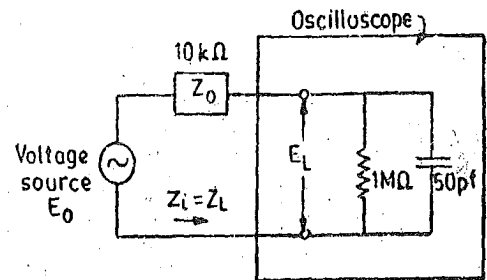 Oscilloscope
10 kΩ
Z₀
Voltage
source
E₀
Zᵢ = Z_L
E_L
1MΩ
50pf